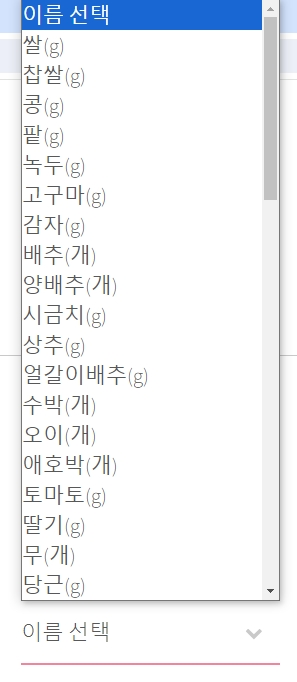 이름 선택
쌀(g)
찹쌀(g)
콩(g)
팥(g)
녹두(g)
고구마(g)
감자(g)
배추(개)
양배추(개)
시금치(g)
상추(g)
얼갈이배추(g)
수박(개)
오이(개)
애호박(개)
토마토(g)
딸기(g)
무(개)
당근(g)
이름 선택